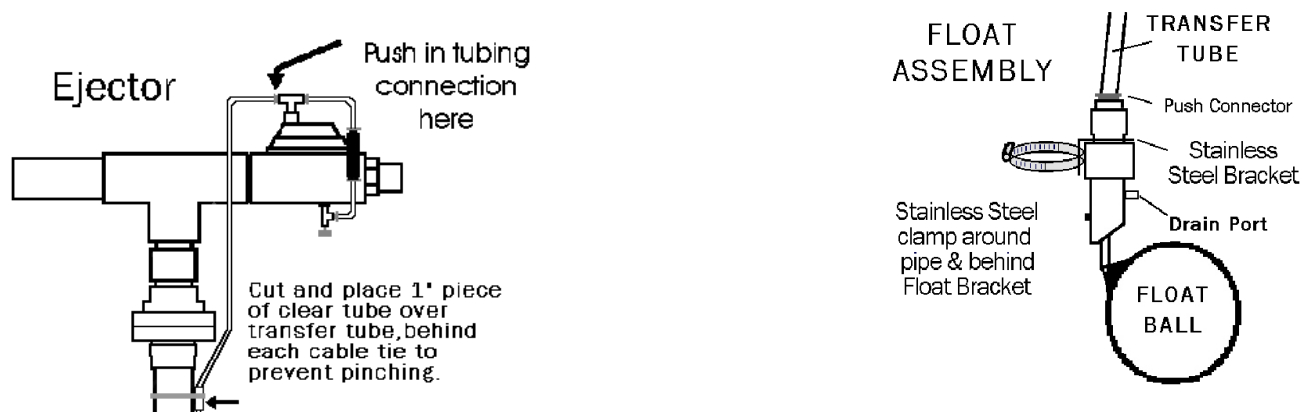 Ejector
Push in tubing
connection
here
Cut and place 1" piece
of clear tube over
transfer tube,behind
each cable tie to
prevent pinching.
FLOAT
ASSEMBLY
TRANSFER
TUBE
Push Connector
Stainless
Steel Bracket
Drain Port
Stainless Steel
clamp around
pipe & behind
Float Bracket
FLOAT
BALL